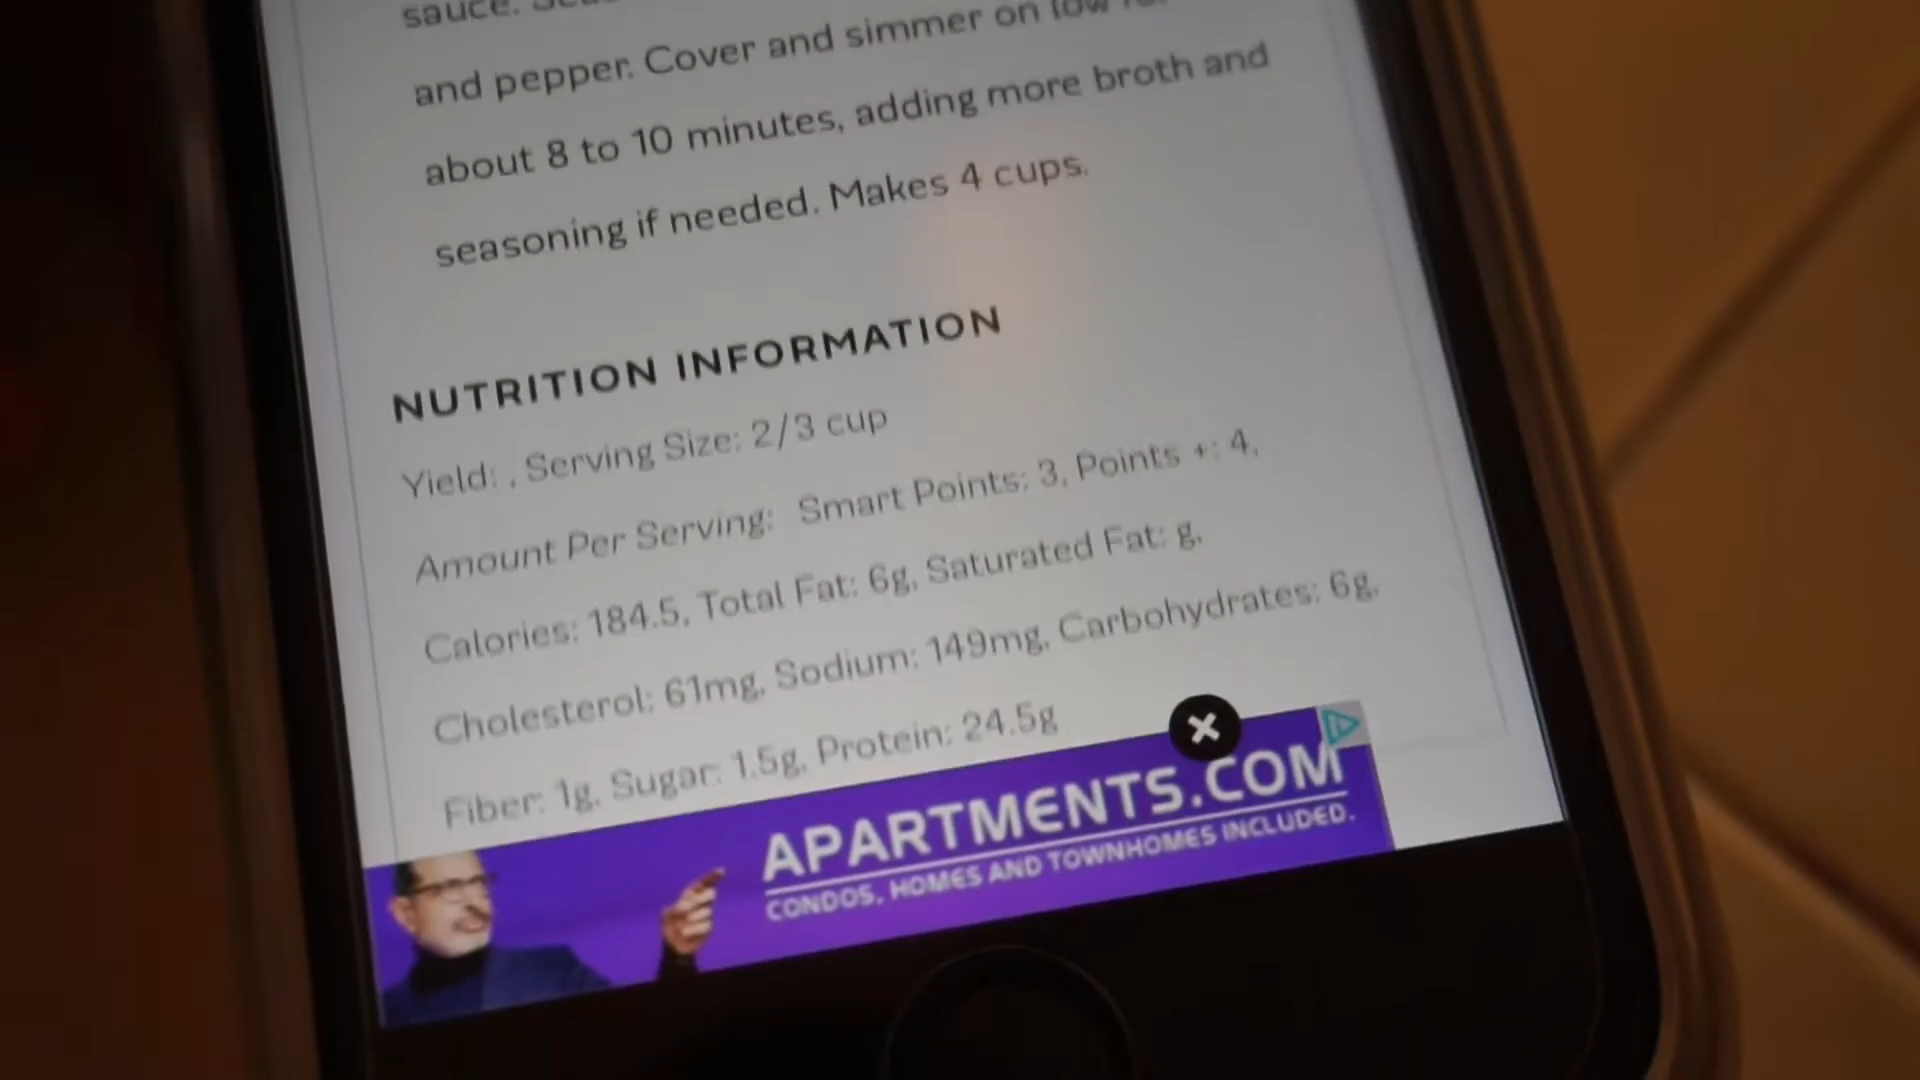 sauce.
and pepper. Cover and simmer on low
about 8 to 10 minutes, adding more broth and
seasoning if needed. Makes 4 cups.
NUTRITION INFORMATION
Yield: , Serving Size: 2/3 cup
Amount Per Serving: Smart Points: 3, Points +: 4,
Calories: 184.5, Total Fat: 6g, Saturated Fat: g,
Cholesterol: 61mg, Sodium: 149mg, Carbohydrates: 6g,
Fiber: 1g, Sugar: 1.5g, Protein: 24.5g
APARTMENTS.COM
CONDOS, HOMES AND TOWNHOMES INCLUDED.